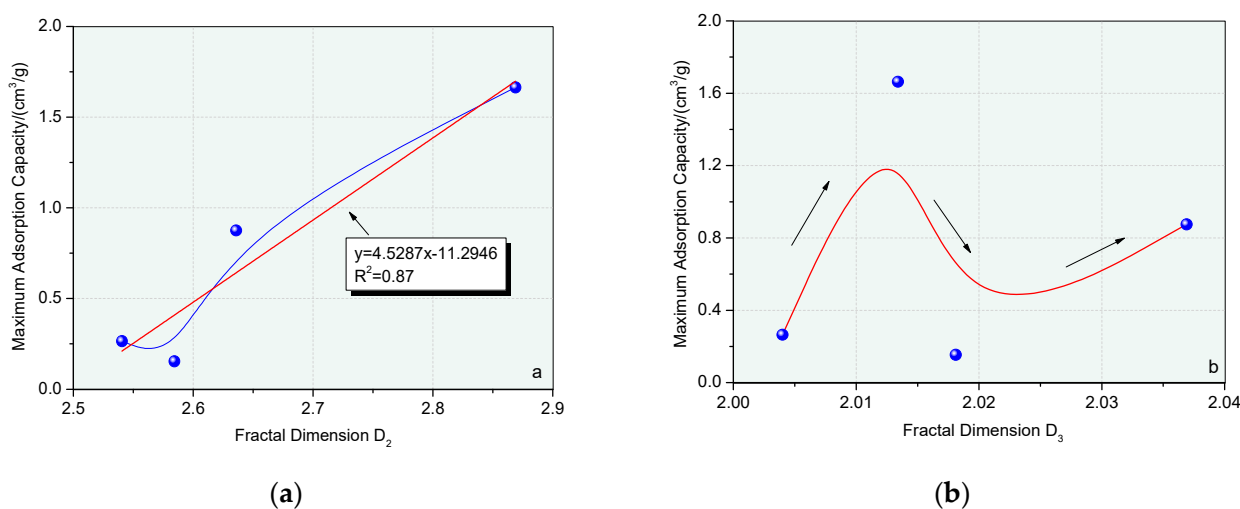 Maximum Adsorption Capacity/(cm³/g)
2.0
1.5
1.0
0.5
0.0
y=4.5287x-11.2946
R²=0.87
a
2.5 2.6 2.7 2.8 2.9
Fractal Dimension D₂
(a)
Maximum Adsorption Capacity/(cm³/g)
2.0
1.6
1.2
0.8
0.4
0.0
b
2.00 2.01 2.02 2.03 2.04
Fractal Dimension D₃
(b)